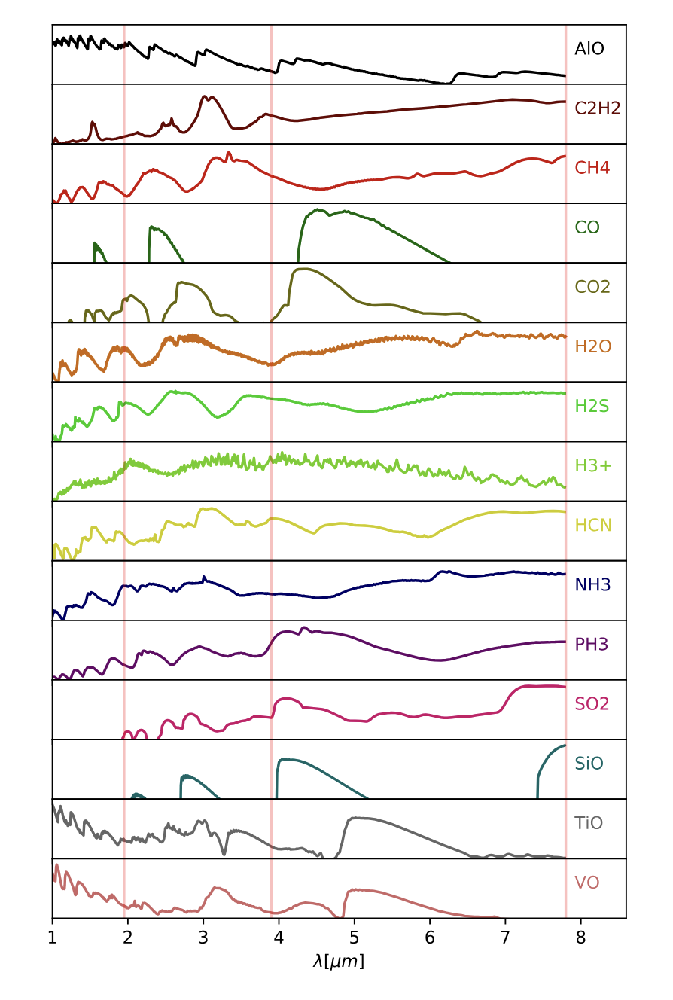 AlO
C2H2
CH4
CO
CO2
H2O
H2S
H3+
HCN
NH3
PH3
SO2
SiO
TiO
VO
1 2 3 4 5 6 7 8
λ[μm]